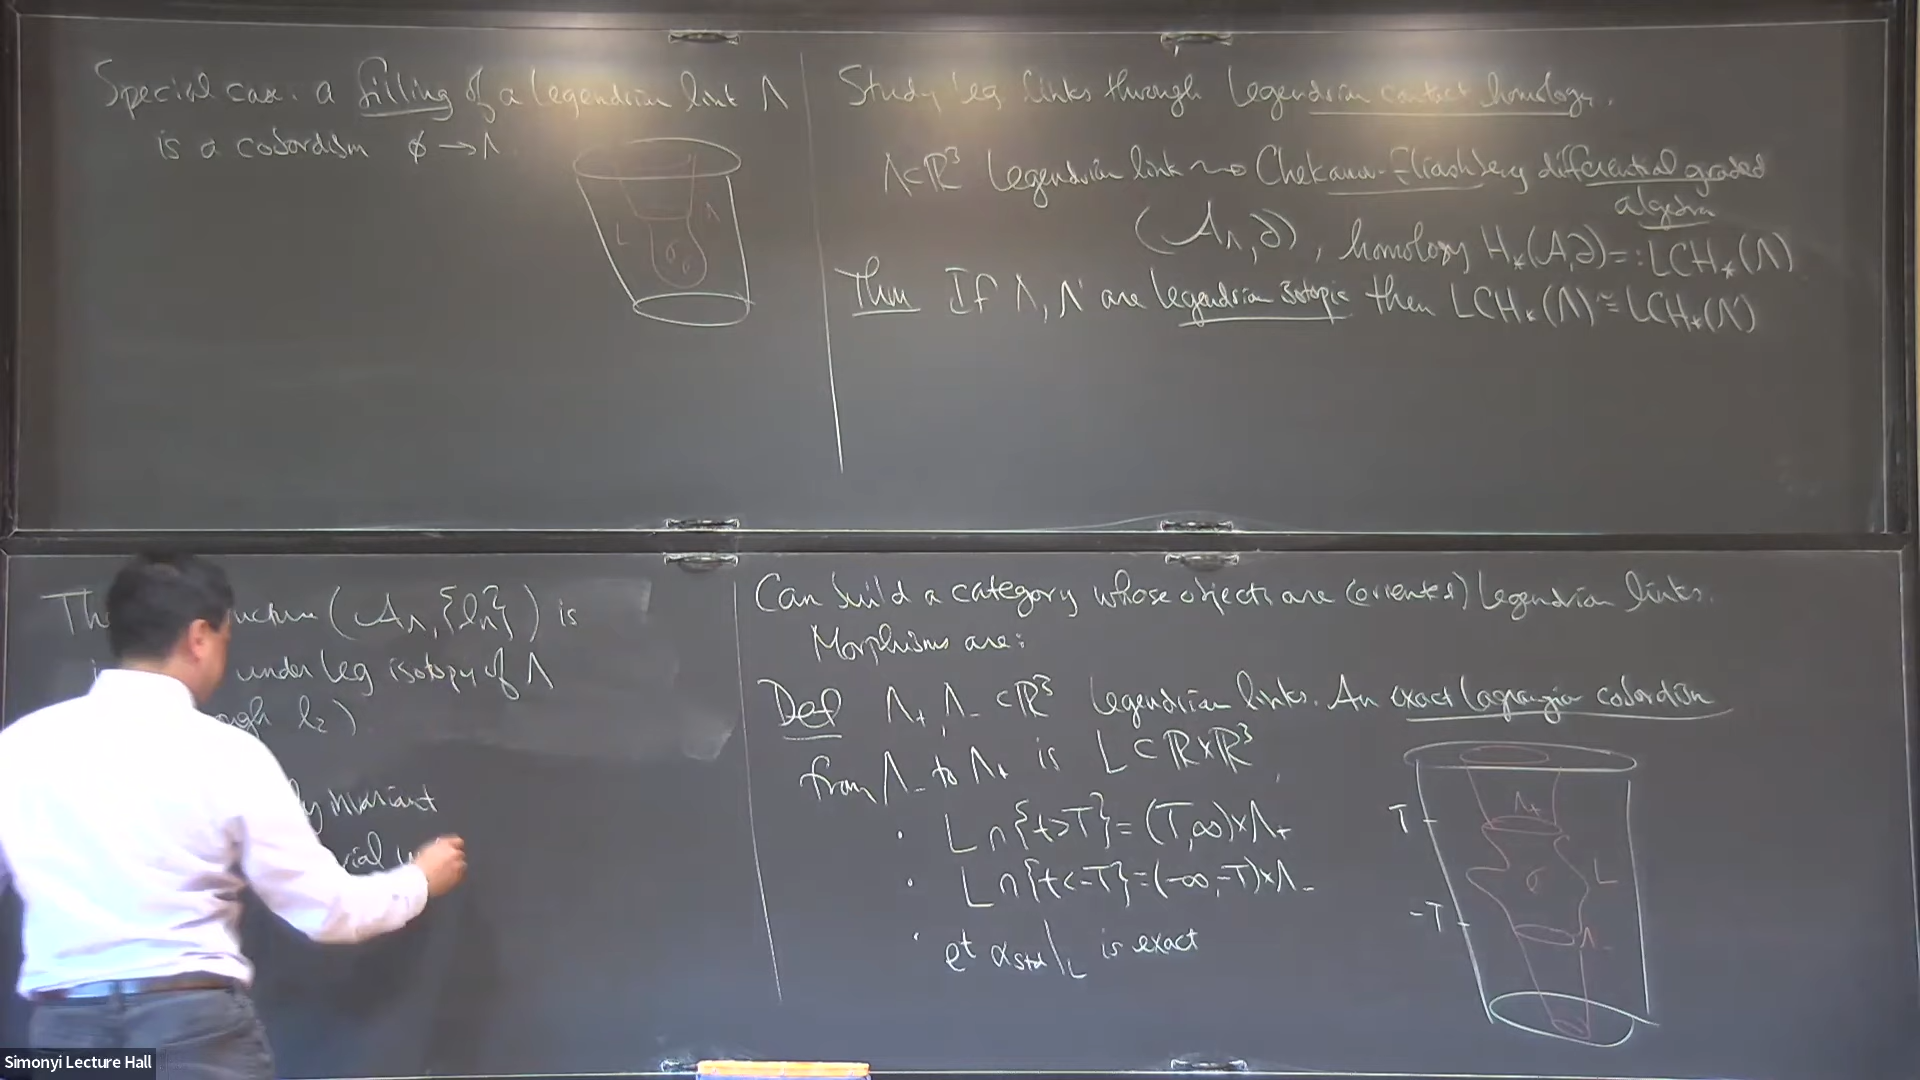 Special case: a filling of a Legendrian link Λ
is a cobordism ∅ → Λ
L
Λ
Study Leg links through Legendrian contact homology.
Λ⊂ℝ³ Legendrian link ⇝ Chekanov-Eliashberg differential graded
algebra
(A_Λ,∂), homology H_*(A,∂)=:LCH_*(Λ)
Thm If Λ, Λ' are Legendrian isotopic then LCH_*(Λ)≅LCH_*(Λ')
(A_Λ,{l_n}) is
under Leg isotopy of Λ
l_2)
invariant
Can build a category whose objects are (oriented) Legendrian links.
Morphisms are:
Def Λ_+, Λ_- ⊂ℝ³ Legendrian links. An exact Lagrangian cobordism
from Λ_- to Λ_+ is L⊂ℝ×ℝ³
· L∩{t>T}=(T,∞)×Λ_+
· L∩{t<-T}=(-∞,-T)×Λ_-
· e^t α_std|_L is exact
T
Λ_+
L
-T
Λ_-
Simonyi Lecture Hall